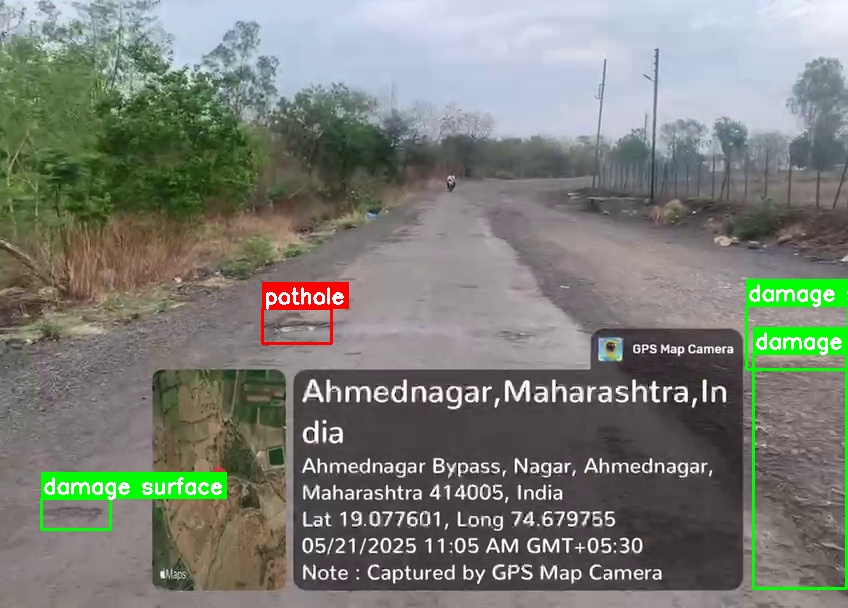 pothole
damage s
damage
GPS Map Camera
Ahmednagar,Maharashtra,In
dia
Ahmednagar Bypass, Nagar, Ahmednagar,
Maharashtra 414005, India
Lat 19.077601, Long 74.679755
05/21/2025 11:05 AM GMT+05:30
Note : Captured by GPS Map Camera
damage surface
Maps